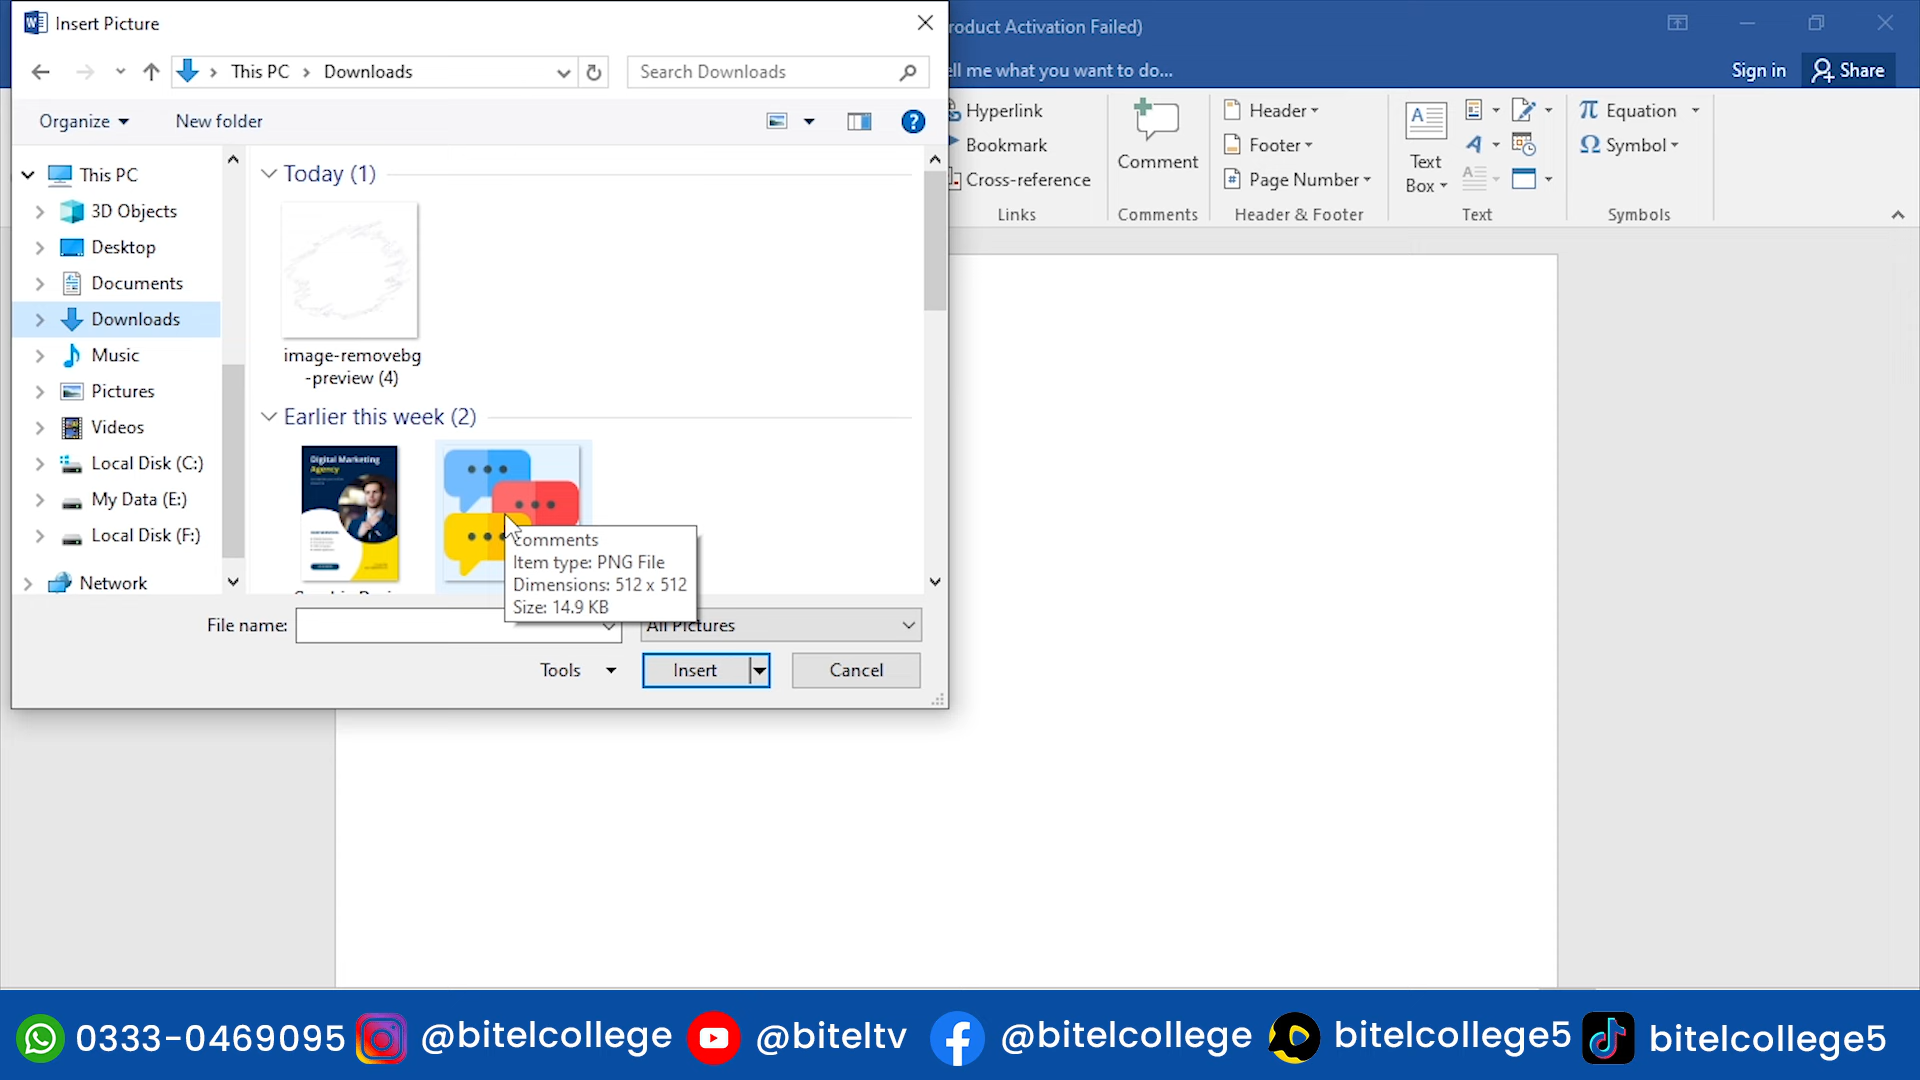 Insert Picture
roduct Activation Failed)
This PC
Downloads
Search Downloads
ell me what you want to do...
Sign in
Share
Organize
New folder
Hyperlink
Bookmark
Cross-reference
Links
Comment
Comments
Header
Footer
Page Number
Header & Footer
Text
Box
Text
Equation
Symbol
Symbols
This PC
3D Objects
Desktop
Documents
Downloads
Music
Pictures
Videos
Local Disk (C:)
My Data (E:)
Local Disk (F:)
Network
Today (1)
image-removebg
-preview (4)
Earlier this week (2)
Digital Marketing
Agency
Comments
Item type: PNG File
Dimensions: 512 x 512
Size: 14.9 KB
File name:
All Pictures
Tools
Insert
Cancel
0333-0469095
@bitelcollege
@biteltv
@bitelcollege
bitelcollege5
bitelcollege5